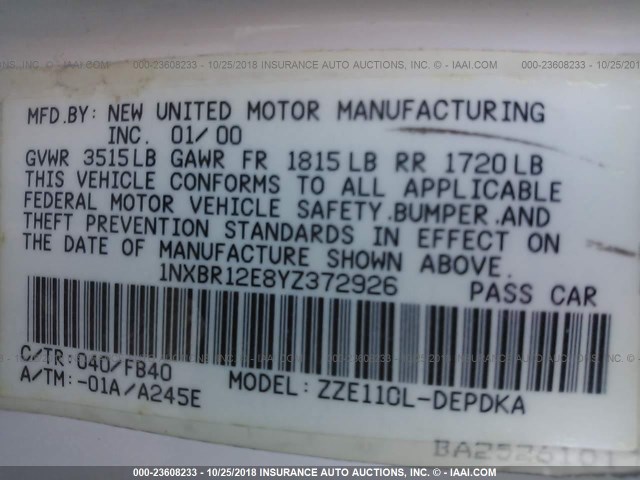 000-23608233 - 10/25/2018 INSURANCE AUTO AUCTIONS, INC. © - IAAI.COM
MFD.BY: NEW UNITED MOTOR MANUFACTURING
INC. 01/00
GVWR 3515LB GAWR FR 1815LB RR 1720LB
THIS VEHICLE CONFORMS TO ALL APPLICABLE
FEDERAL MOTOR VEHICLE SAFETY.BUMPER.AND
THEFT PREVENTION STANDARDS IN EFFECT ON
THE DATE OF MANUFACTURE SHOWN ABOVE.
1NXBR12E8YZ372926 PASS CAR
C/TR: 040/FB40
A/TM: -01A/A245E
MODEL: ZZE110L-DEPDKA
000-23608233 - 10/25/2018 INSURANCE AUTO AUCTIONS, INC. © - IAAI.COM